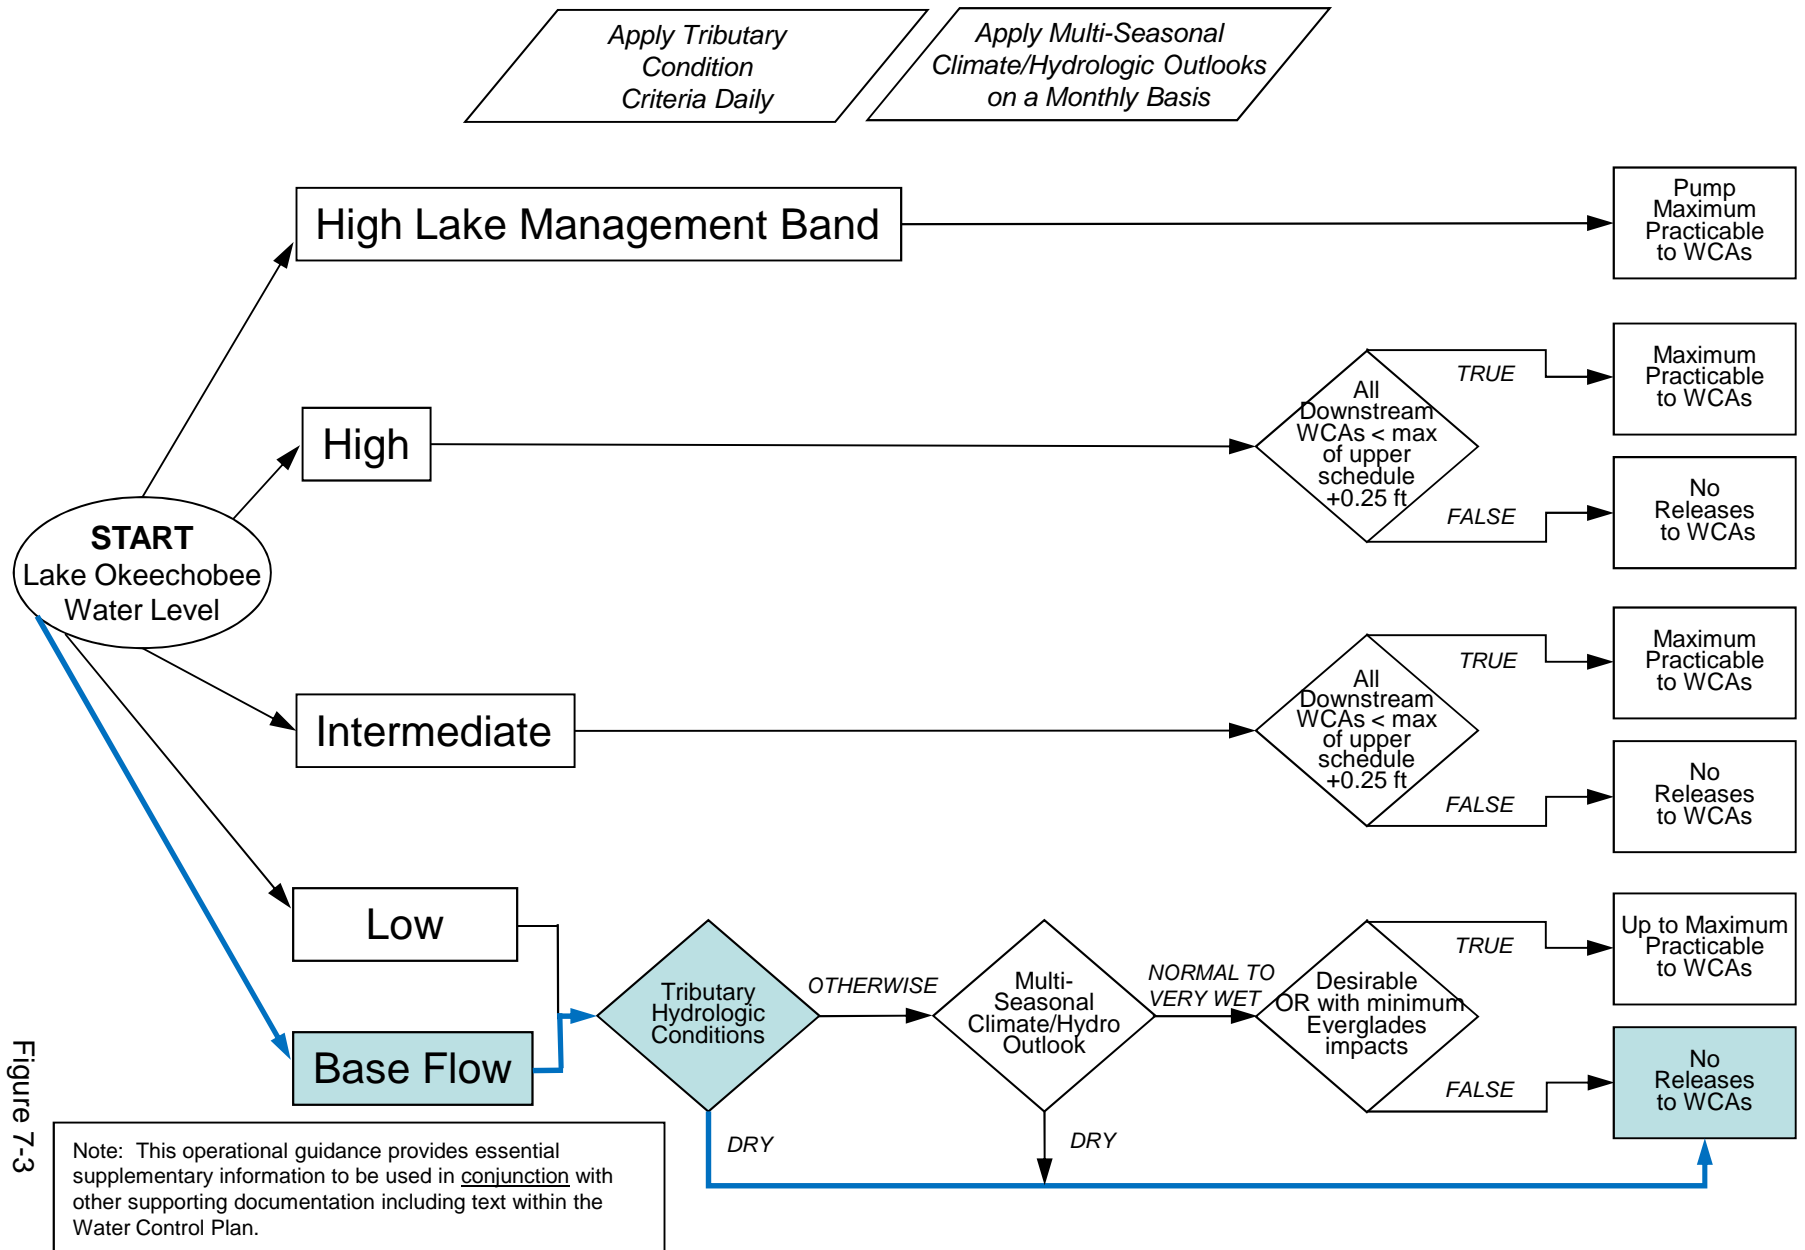 Apply Tributary
Condition
Criteria Daily
Apply Multi-Seasonal
Climate/Hydrologic Outlooks
on a Monthly Basis
High Lake Management Band
Pump
Maximum
Practicable
to WCAs
High
All
Downstream
WCAs < max
of upper
schedule
+0.25 ft
TRUE
Maximum
Practicable
to WCAs
FALSE
No
Releases
to WCAs
START
Lake Okeechobee
Water Level
Intermediate
All
Downstream
WCAs < max
of upper
schedule
+0.25 ft
TRUE
Maximum
Practicable
to WCAs
FALSE
No
Releases
to WCAs
Low
Base Flow
Tributary
Hydrologic
Conditions
OTHERWISE
DRY
Multi-
Seasonal
Climate/Hydro
Outlook
NORMAL TO
VERY WET
DRY
Desirable
OR with minimum
Everglades
impacts
TRUE
Up to Maximum
Practicable
to WCAs
FALSE
No
Releases
to WCAs
Figure 7-3
Note: This operational guidance provides essential
supplementary information to be used in conjunction with
other supporting documentation including text within the
Water Control Plan.